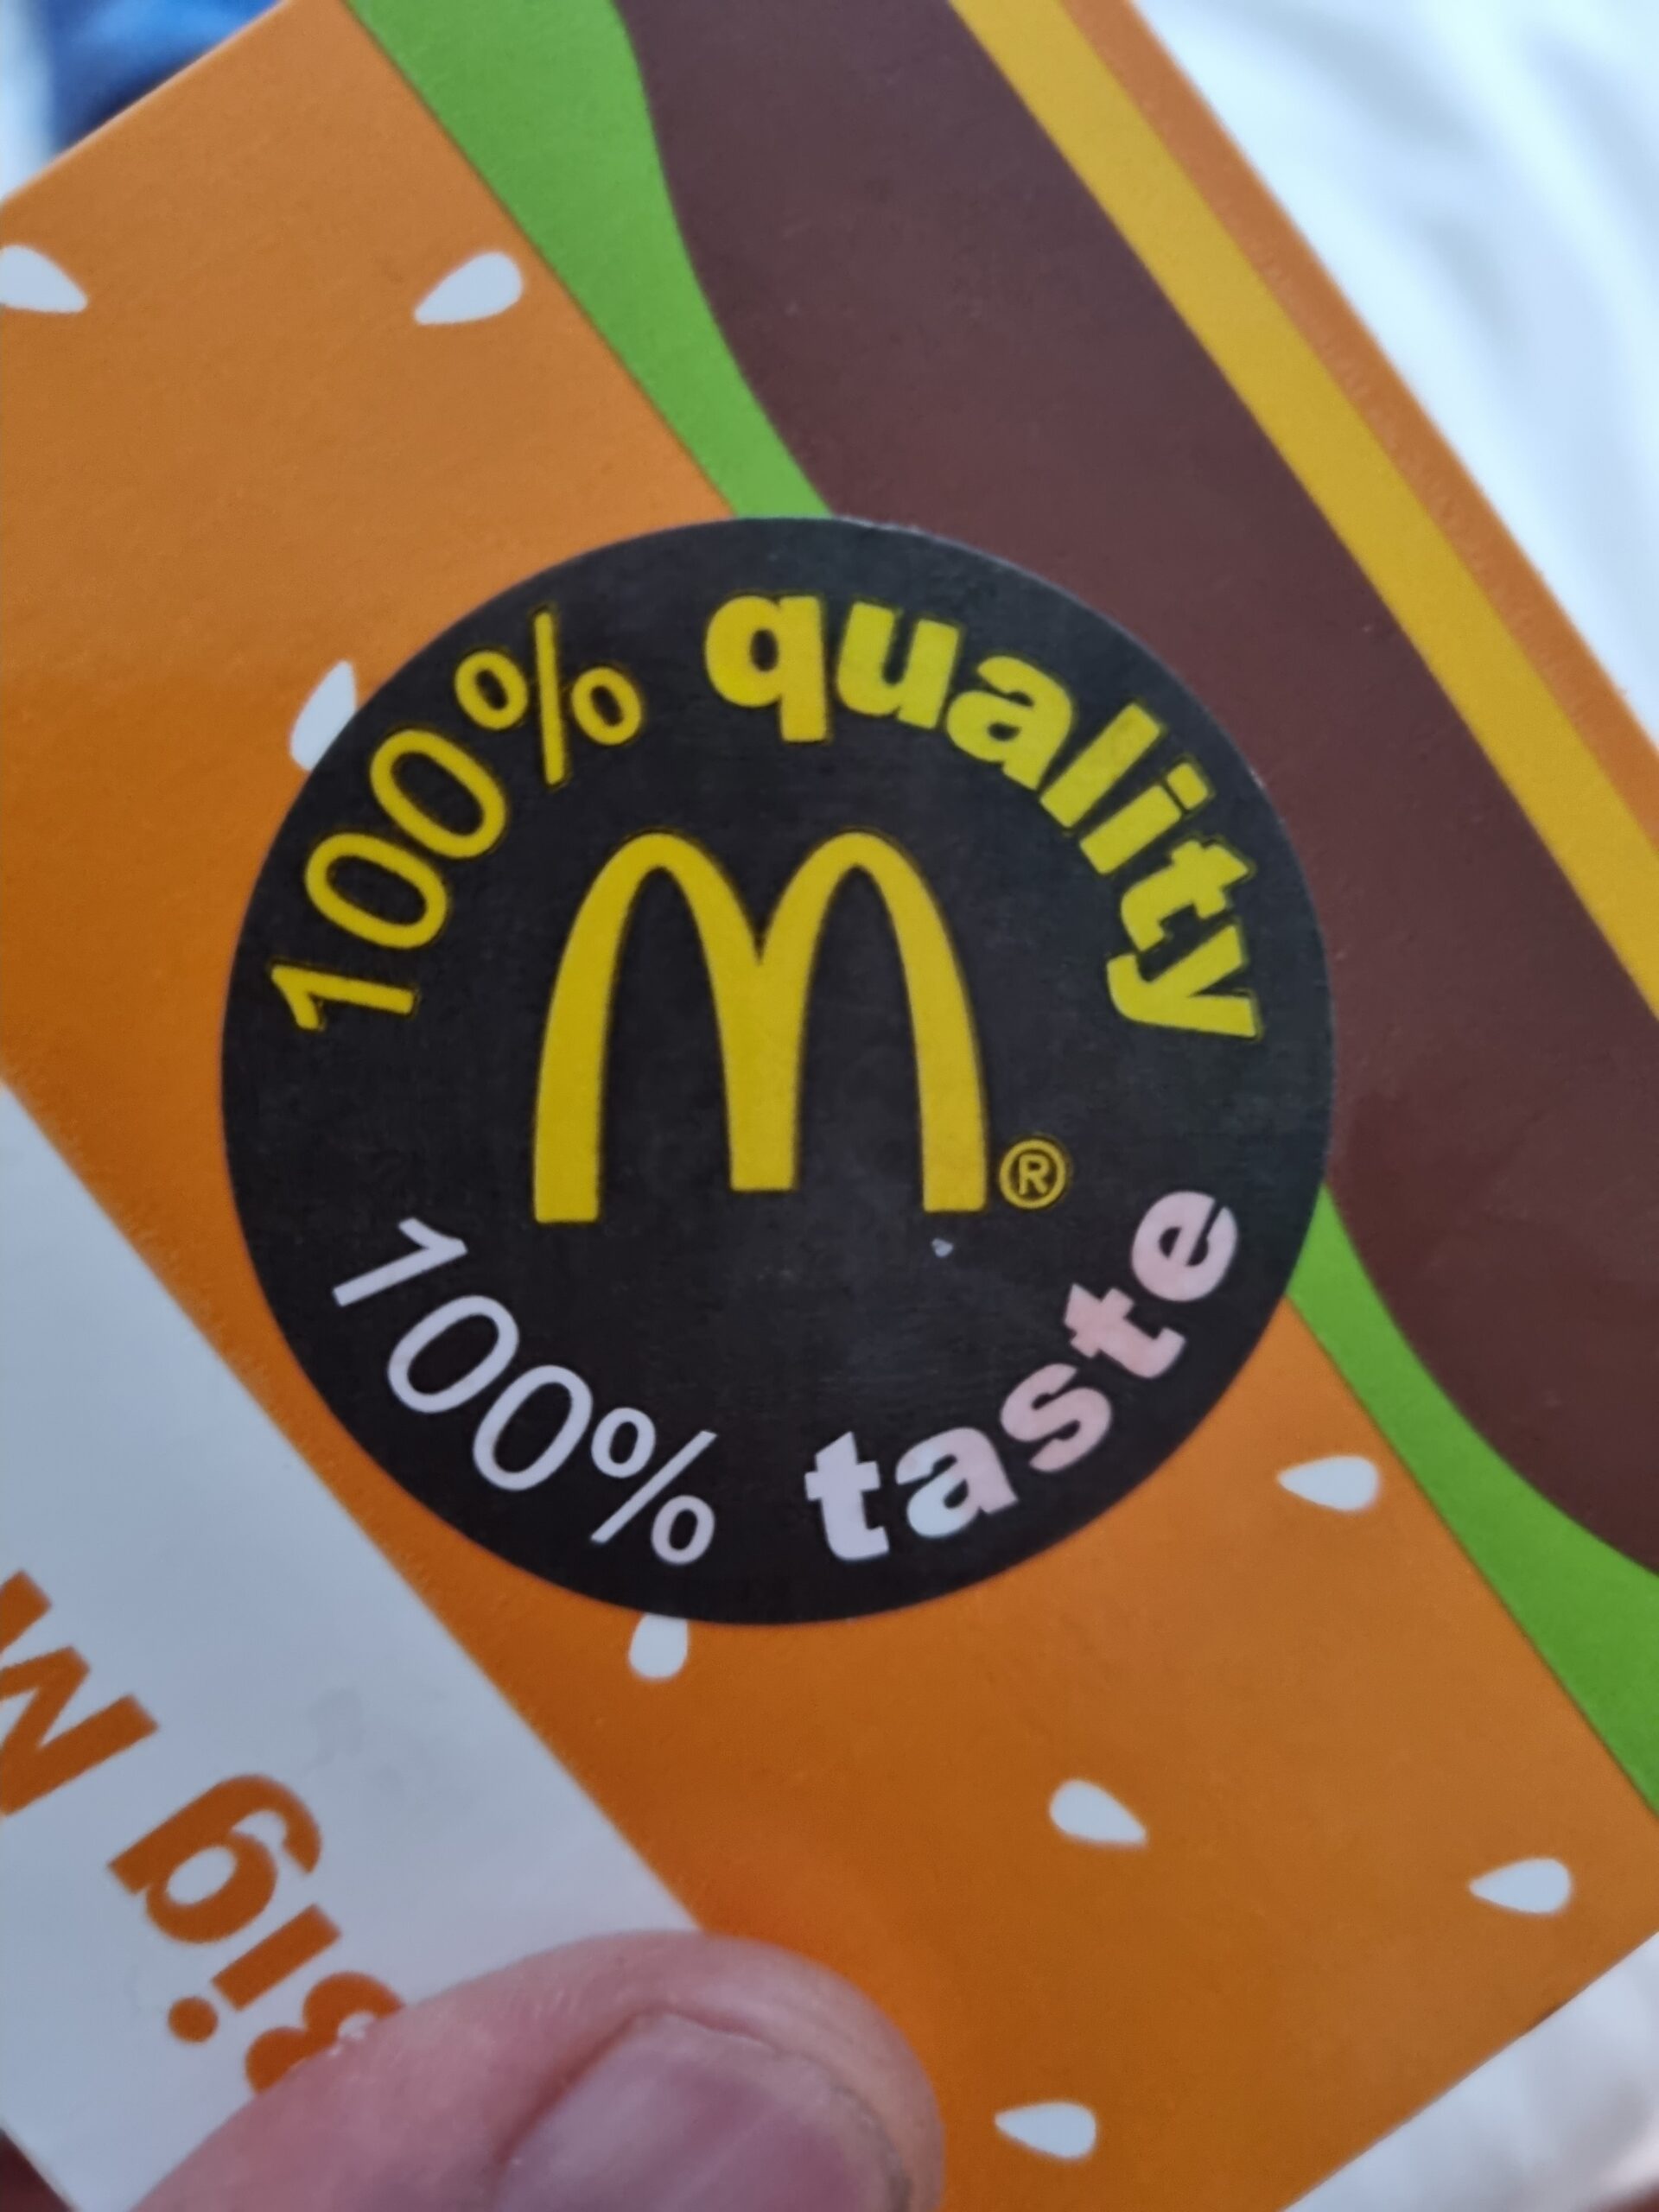 100% quality
M®
100% taste
Big M